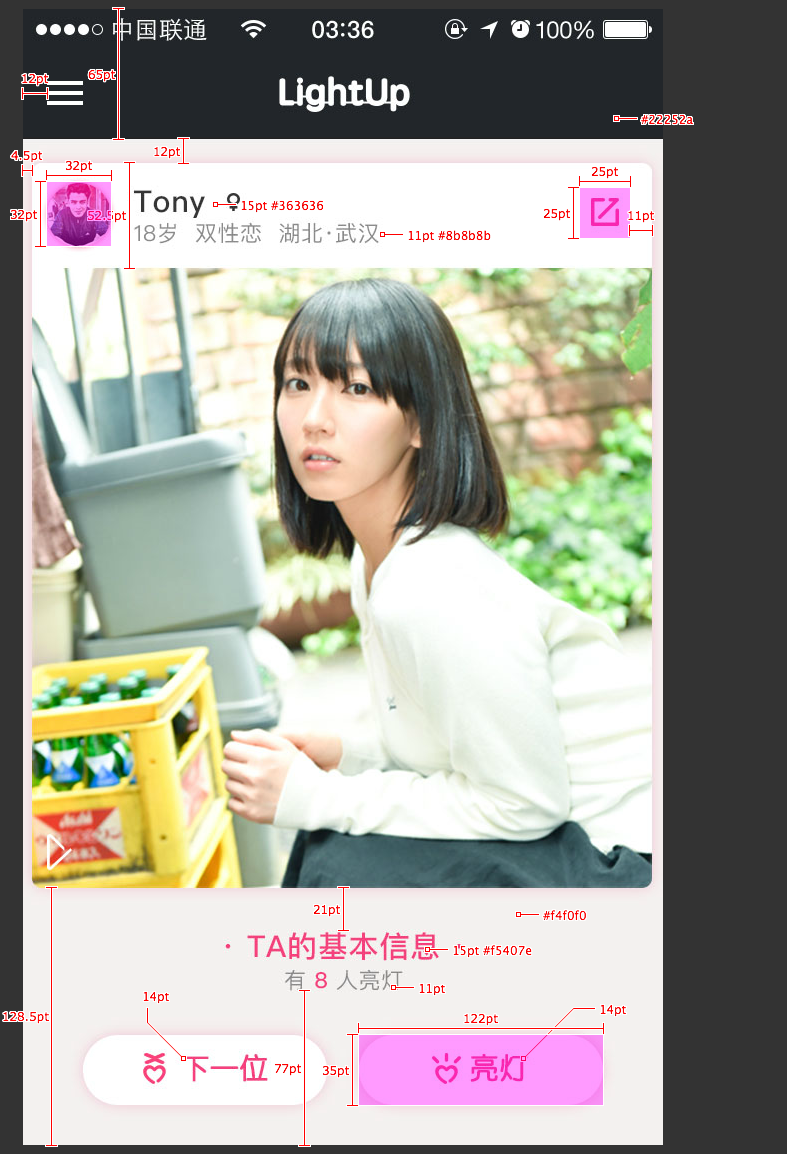 中国联通 03:36 100%
65pt
12pt
LightUp
#22252a
12pt
4.5pt
32pt
25pt
Tony ♀ 15pt #363636
32pt 52.5pt
25pt 11pt
18岁 双性恋 湖北·武汉 11pt #8b8b8b
Asahi
21pt
#f4f0f0
· TA的基本信息 · 15pt #f5407e
有 8 人亮灯 11pt
14pt
14pt
128.5pt
122pt
下一位
77pt
35pt
亮灯